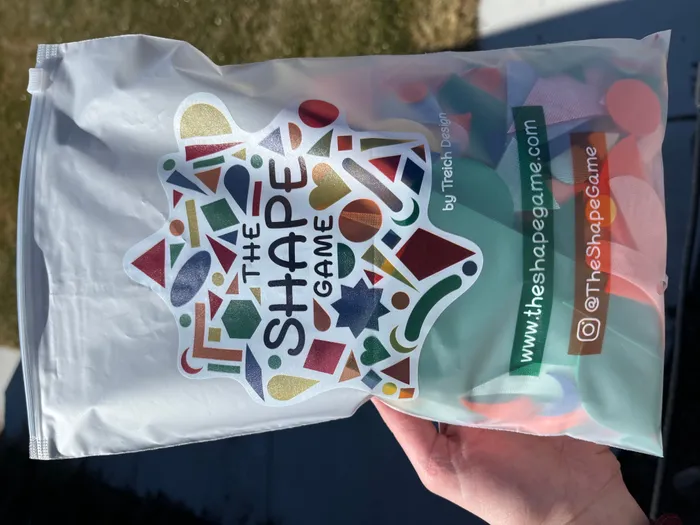 THE
SHAPE
GAME
by Treich Design
www.theshapegame.com
@TheShapeGame